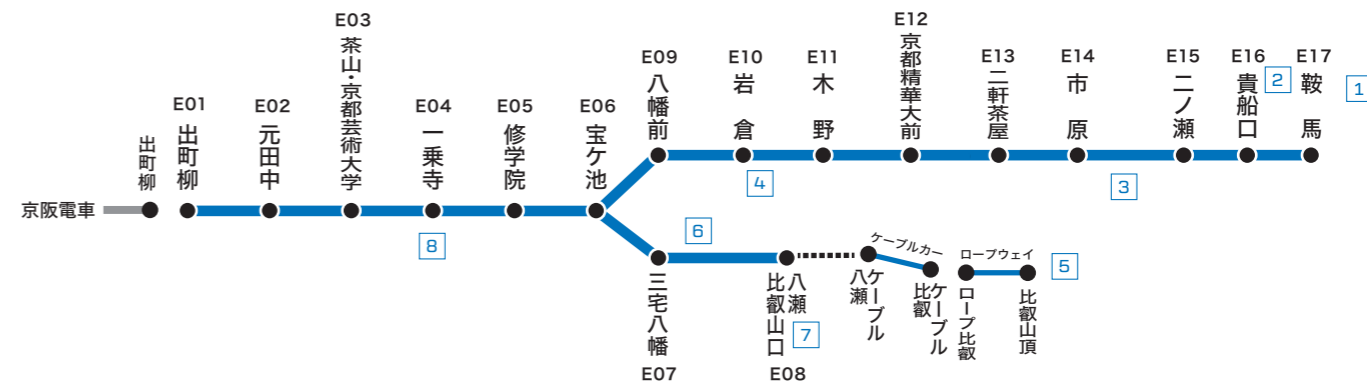 京阪電車
出町柳
E01
出町柳
E02
元田中
E03
茶山・京都芸術大学
E04
一乗寺
E05
修学院
E06
宝ケ池
E09
八幡前
E10
岩倉
E11
木野
E12
京都精華大前
E13
二軒茶屋
E14
市原
E15
二ノ瀬
E16
貴船口
2
E17
鞍馬
1
4
3
8
6
三宅八幡
E07
八瀬
比叡山口
7
E08
ケーブル
八瀬
ケーブルカー
ケーブル
比叡
ロープウェイ
ロープ比叡
比叡山頂
5